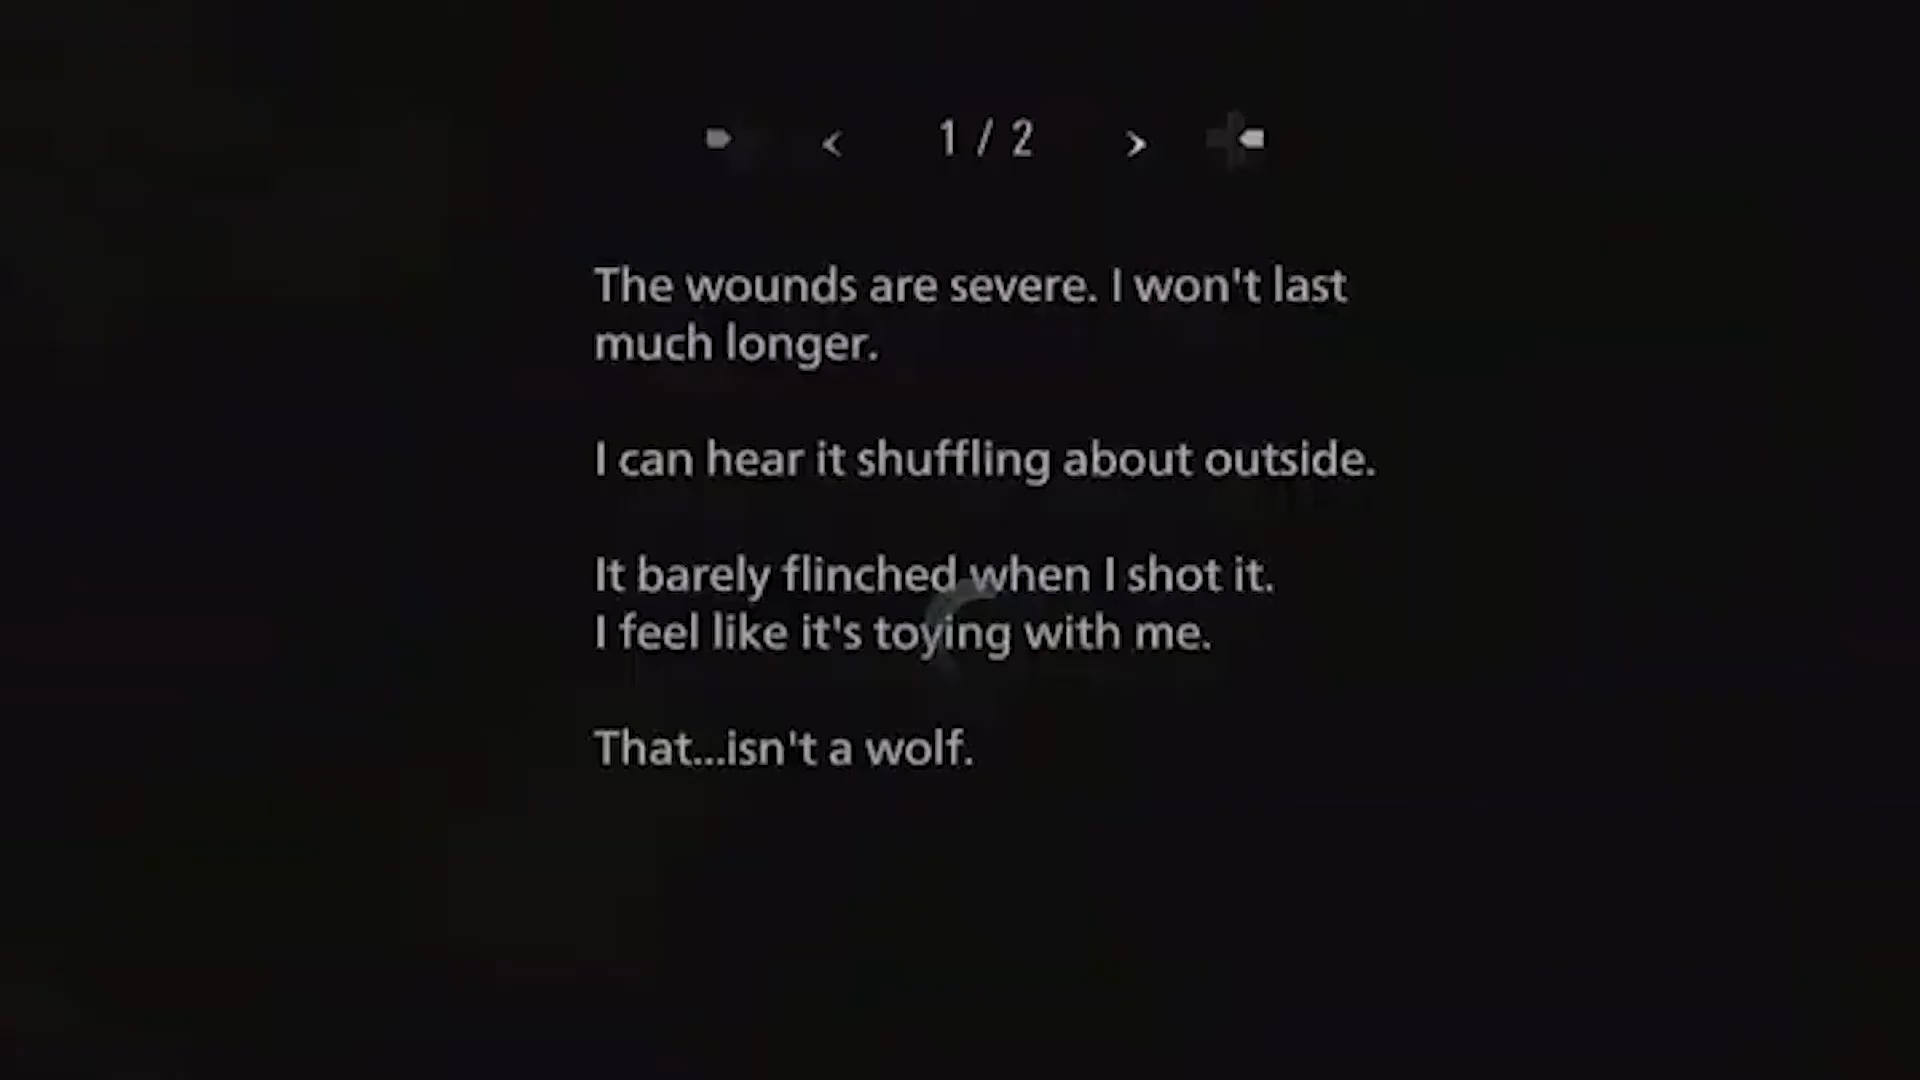 < 1 / 2 >
The wounds are severe. I won't last
much longer.
I can hear it shuffling about outside.
It barely flinched when I shot it.
I feel like it's toying with me.
That...isn't a wolf.